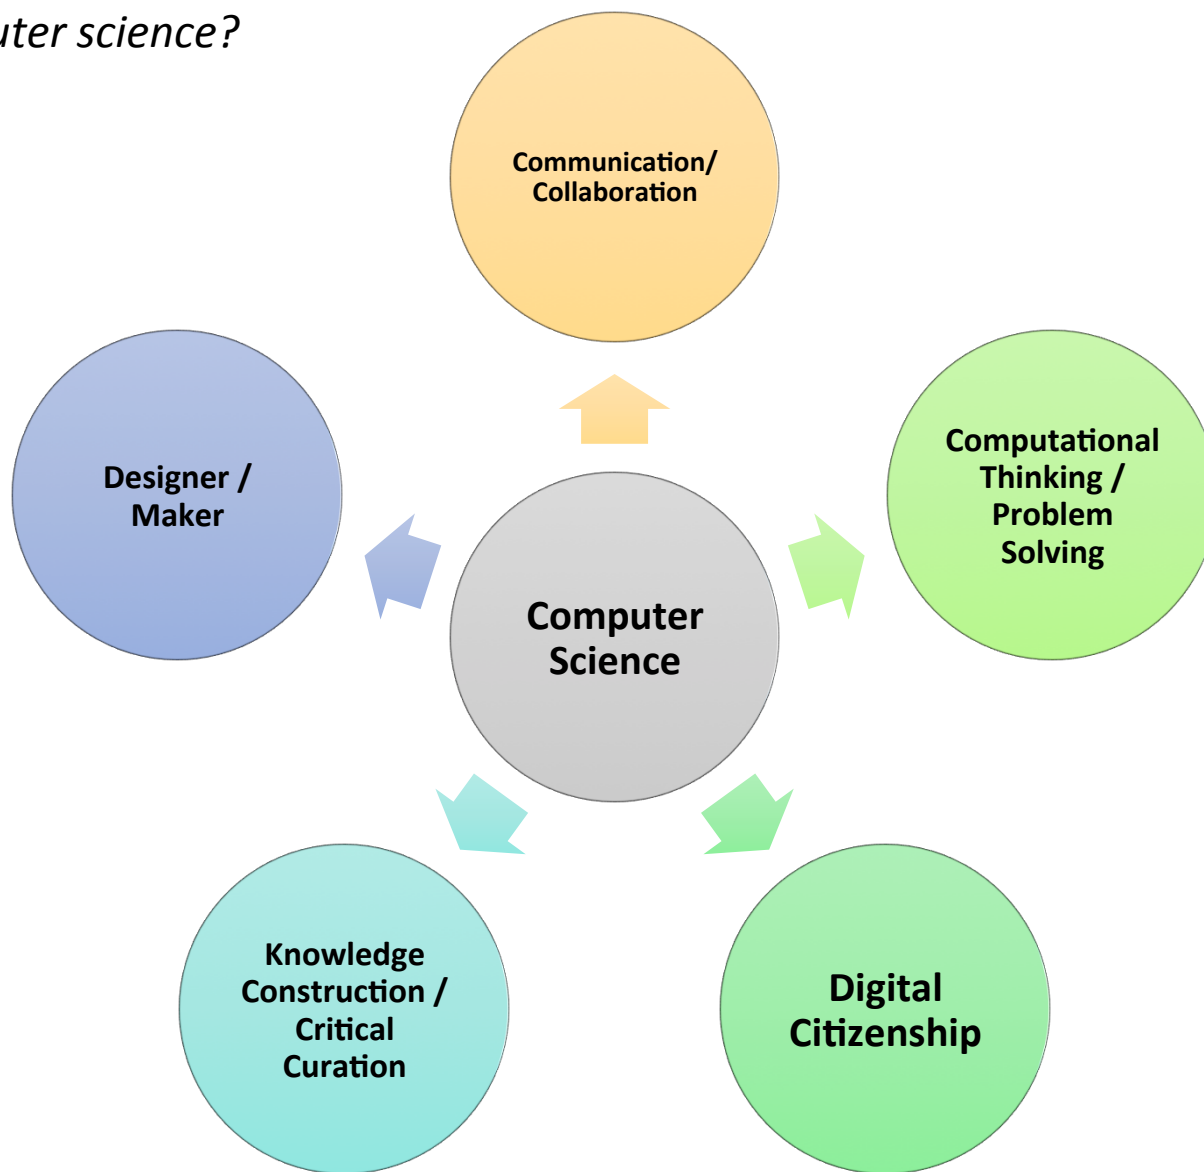 uter science?
Communication/
Collaboration
Designer /
Maker
Computational
Thinking /
Problem
Solving
Computer
Science
Knowledge
Construction /
Critical
Curation
Digital
Citizenship